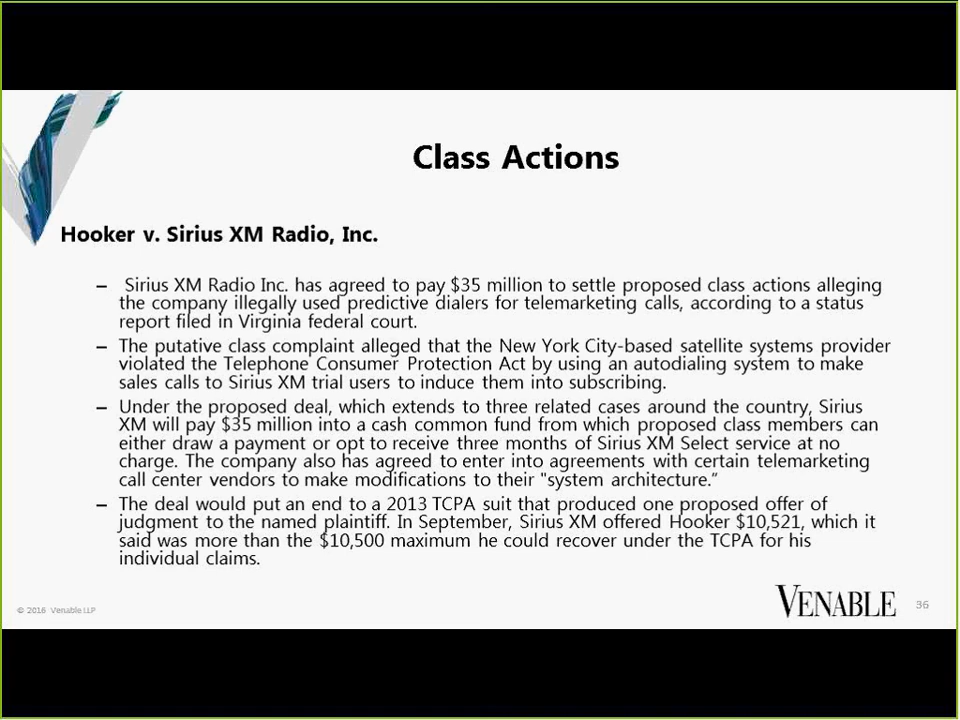 Class Actions
Hooker v. Sirius XM Radio, Inc.
– Sirius XM Radio Inc. has agreed to pay $35 million to settle proposed class actions alleging
the company illegally used predictive dialers for telemarketing calls, according to a status
report filed in Virginia federal court.
– The putative class complaint alleged that the New York City-based satellite systems provider
violated the Telephone Consumer Protection Act by using an autodialing system to make
sales calls to Sirius XM trial users to induce them into subscribing.
– Under the proposed deal, which extends to three related cases around the country, Sirius
XM will pay $35 million into a cash common fund from which proposed class members can
either draw a payment or opt to receive three months of Sirius XM Select service at no
charge. The company also has agreed to enter into agreements with certain telemarketing
call center vendors to make modifications to their "system architecture."
– The deal would put an end to a 2013 TCPA suit that produced one proposed offer of
judgment to the named plaintiff. In September, Sirius XM offered Hooker $10,521, which it
said was more than the $10,500 maximum he could recover under the TCPA for his
individual claims.
© 2016 Venable LLP
VENABLE
36